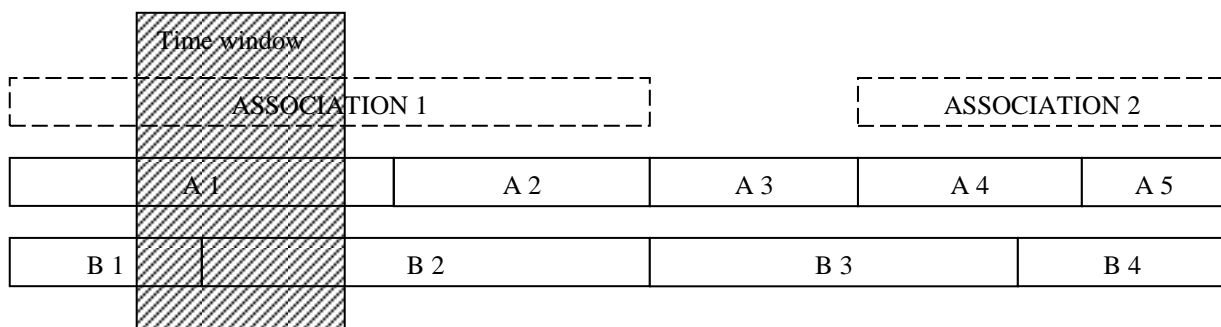 Time window
ASSOCIATION 1 ASSOCIATION 2
A 1 A 2 A 3 A 4 A 5
B 1 B 2 B 3 B 4